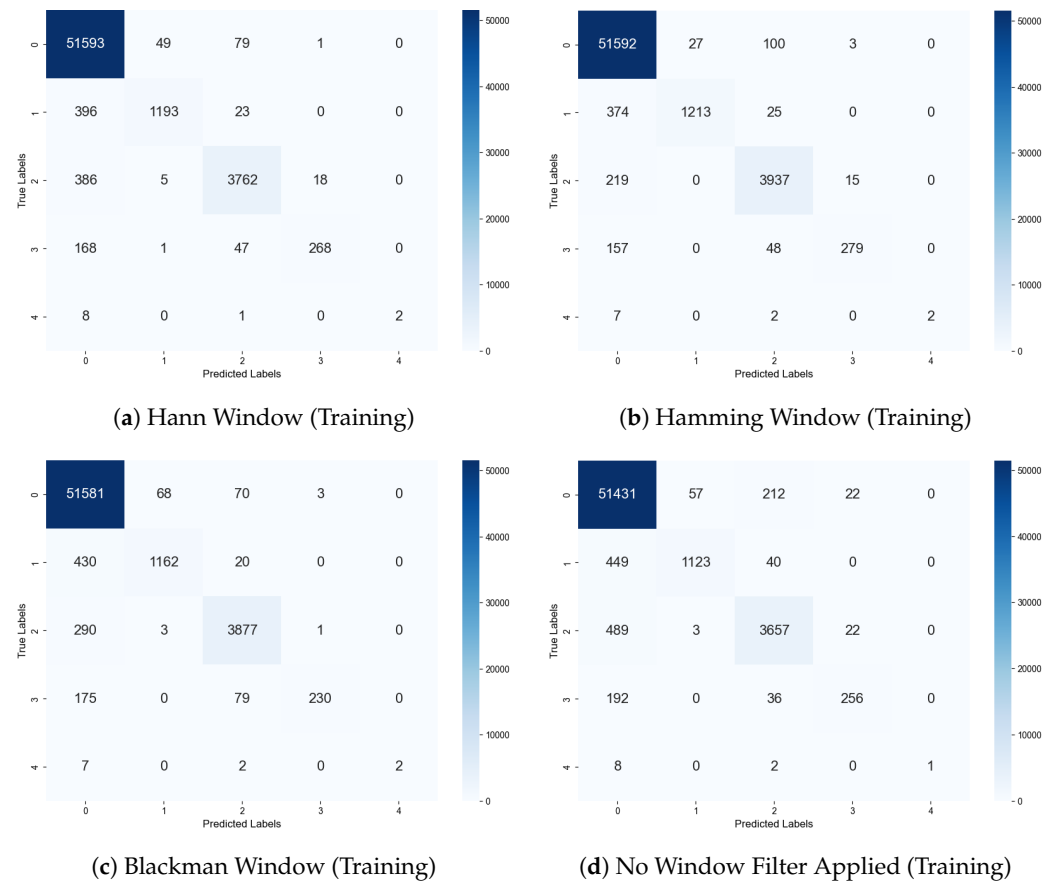 51593 49 79 1 0
396 1193 23 0 0
386 5 3762 18 0
168 1 47 268 0
8 0 1 0 2
0 1 2 3 4
True Labels
0 1 2 3 4
Predicted Labels
50000
40000
30000
20000
10000
0
(a) Hann Window (Training)
51592 27 100 3 0
374 1213 25 0 0
219 0 3937 15 0
157 0 48 279 0
7 0 2 0 2
0 1 2 3 4
True Labels
0 1 2 3 4
Predicted Labels
50000
40000
30000
20000
10000
0
(b) Hamming Window (Training)
51581 68 70 3 0
430 1162 20 0 0
290 3 3877 1 0
175 0 79 230 0
7 0 2 0 2
0 1 2 3 4
True Labels
0 1 2 3 4
Predicted Labels
50000
40000
30000
20000
10000
0
(c) Blackman Window (Training)
51431 57 212 22 0
449 1123 40 0 0
489 3 3657 22 0
192 0 36 256 0
8 0 2 0 1
0 1 2 3 4
True Labels
0 1 2 3 4
Predicted Labels
50000
40000
30000
20000
10000
0
(d) No Window Filter Applied (Training)